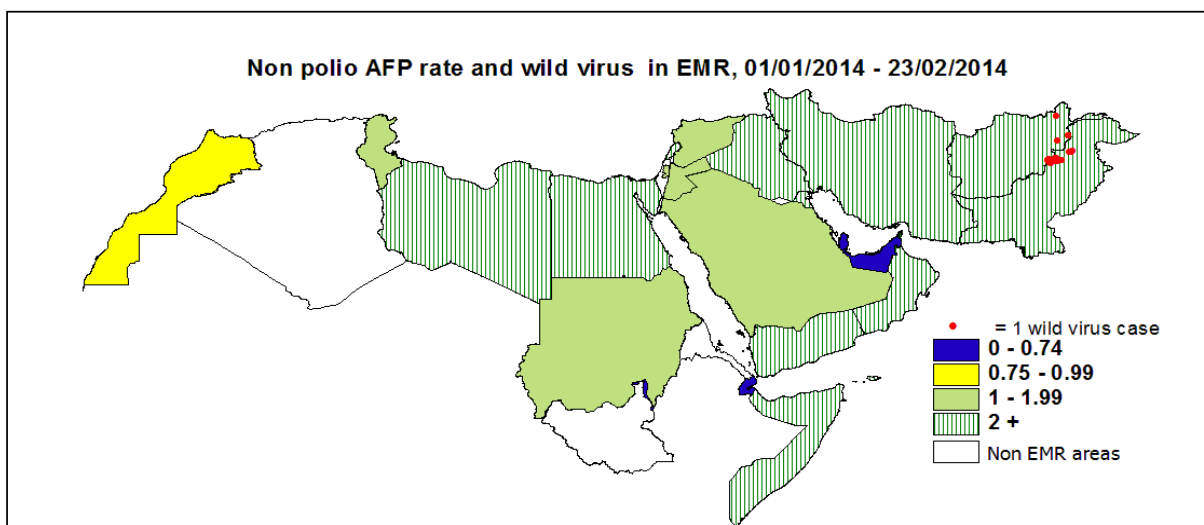 Non polio AFP rate and wild virus in EMR, 01/01/2014 - 23/02/2014
= 1 wild virus case
0 - 0.74
0.75 - 0.99
1 - 1.99
2 +
Non EMR areas